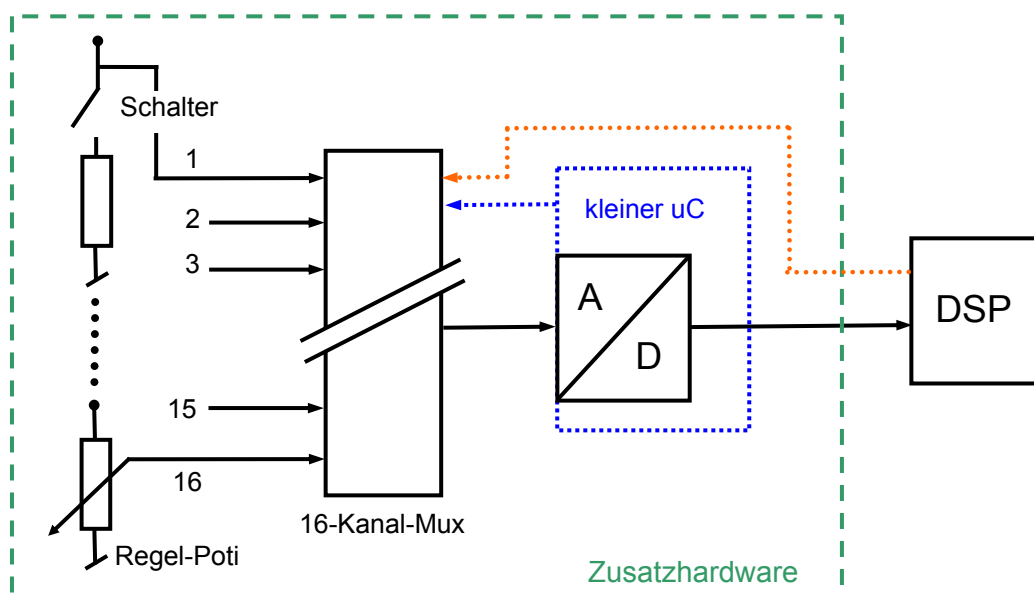 Schalter
1
2
kleiner uC
3
A
D
DSP
15
16
16-Kanal-Mux
Regel-Poti
Zusatzhardware